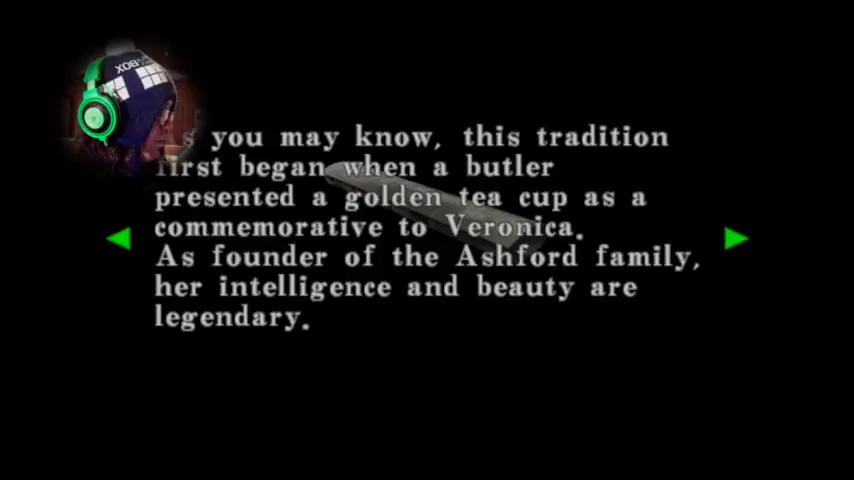 XOBX
s you may know, this tradition
first began when a butler
presented a golden tea cup as a
commemorative to Veronica.
As founder of the Ashford family,
her intelligence and beauty are
legendary.